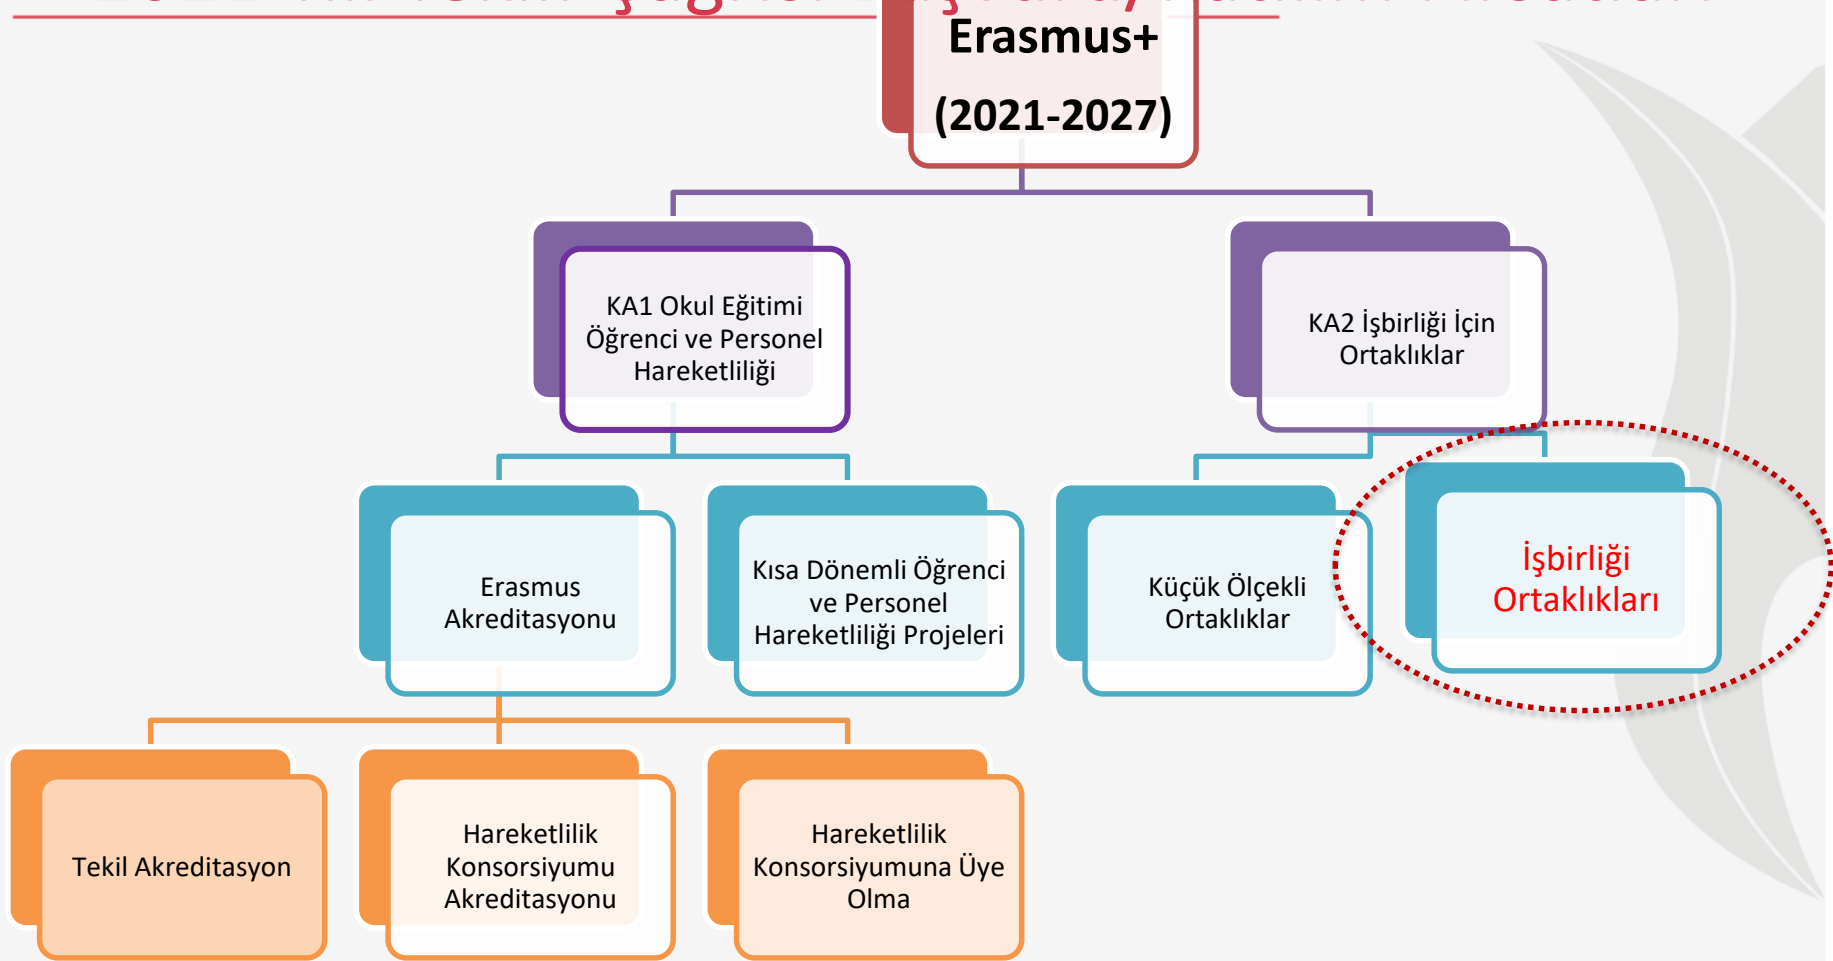 Erasmus+
(2021-2027)
KA1 Okul Eğitimi
Öğrenci ve Personel
Hareketliliği
KA2 İşbirliği İçin
Ortaklıklar
Erasmus
Akreditasyonu
Kısa Dönemli Öğrenci
ve Personel
Hareketliliği Projeleri
Küçük Ölçekli
Ortaklıklar
İşbirliği
Ortaklıkları
Tekil Akreditasyon
Hareketlilik
Konsorsiyumu
Akreditasyonu
Hareketlilik
Konsorsiyumuna Üye
Olma